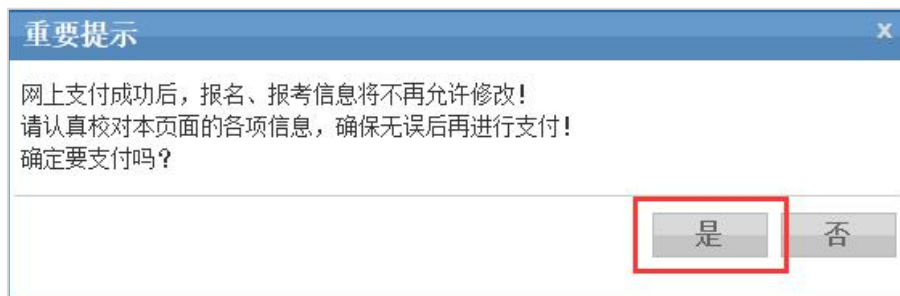 重要提示
网上支付成功后，报名、报考信息将不再允许修改！
请认真校对本页面的各项信息，确保无误后再进行支付！
确定要支付吗？
是 否